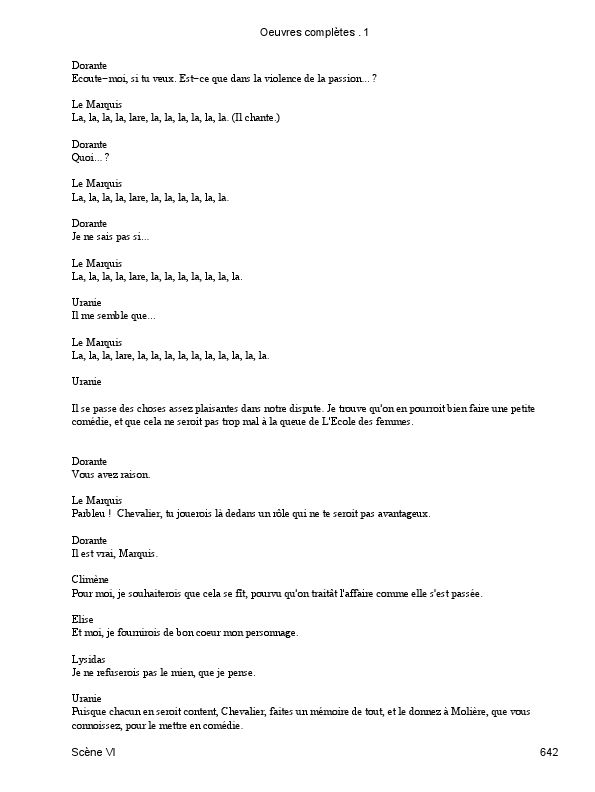 Oeuvres complètes . 1
Dorante
Ecoute−moi, si tu veux. Est−ce que dans la violence de la passion... ?
Le Marquis
La, la, la, la, lare, la, la, la, la, la, la. (Il chante.)
Dorante
Quoi... ?
Le Marquis
La, la, la, la, lare, la, la, la, la, la, la.
Dorante
Je ne sais pas si...
Le Marquis
La, la, la, la, lare, la, la, la, la, la, la, la.
Uranie
Il me semble que...
Le Marquis
La, la, la, lare, la, la, la, la, la, la, la, la, la, la.
Uranie
Il se passe des choses assez plaisantes dans notre dispute. Je trouve qu'on en pourroit bien faire une petite
comédie, et que cela ne seroit pas trop mal à la queue de L'Ecole des femmes.
Dorante
Vous avez raison.
Le Marquis
Parbleu ! Chevalier, tu jouerois là dedans un rôle qui ne te seroit pas avantageux.
Dorante
Il est vrai, Marquis.
Climène
Pour moi, je souhaiterois que cela se fît, pourvu qu'on traitât l'affaire comme elle s'est passée.
Elise
Et moi, je fournirois de bon coeur mon personnage.
Lysidas
Je ne refuserois pas le mien, que je pense.
Uranie
Puisque chacun en seroit content, Chevalier, faites un mémoire de tout, et le donnez à Molière, que vous
connoissez, pour le mettre en comédie.
Scène VI 642